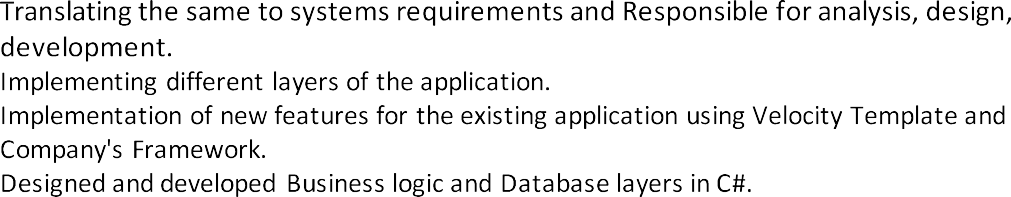 Translating the same to systems requirements and Responsible for analysis, design,
development.
Implementing different layers of the application.
Implementation of new features for the existing application using Velocity Template and
Company's Framework.
Designed and developed Business logic and Database layers in C#.